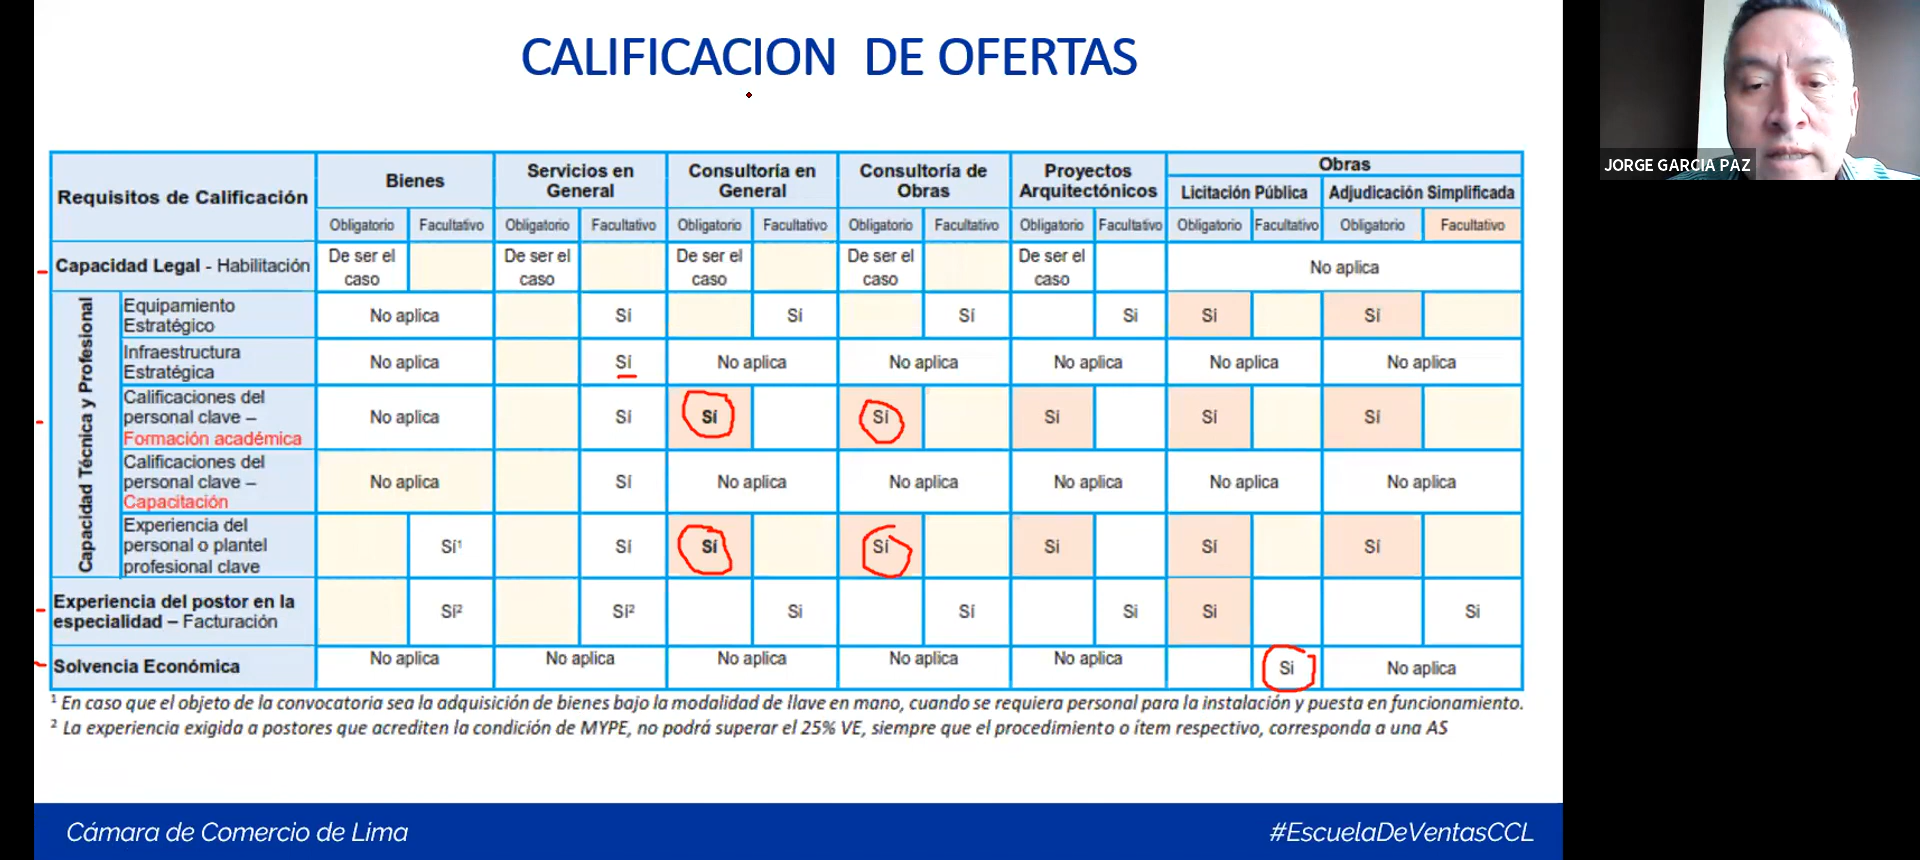 CALIFICACION DE OFERTAS
JORGE GARCIA PAZ
Requisitos de Calificación
Bienes
Servicios en General
Consultoría en General
Consultoría de Obras
Proyectos Arquitectónicos
Obras
Licitación Pública
Adjudicación Simplificada
Obligatorio Facultativo Obligatorio Facultativo Obligatorio Facultativo Obligatorio Facultativo Obligatorio Facultativo Obligatorio Facultativo Obligatorio Facultativo
Capacidad Legal - Habilitación De ser el caso De ser el caso De ser el caso De ser el caso De ser el caso No aplica
Capacidad Técnica y Profesional
Equipamiento Estratégico No aplica Sí Sí Sí Si Sí Sí
Infraestructura Estratégica No aplica Sí No aplica No aplica No aplica No aplica No aplica
Calificaciones del personal clave – Formación académica No aplica Sí Sí Sí Sí Sí Sí
Calificaciones del personal clave – Capacitación No aplica Sí No aplica No aplica No aplica No aplica No aplica
Experiencia del personal o plantel profesional clave Sí¹ Sí Sí Sí Si Sí Sí
Experiencia del postor en la especialidad – Facturación Sí² Sí² Si Sí Si Si Si
Solvencia Económica No aplica No aplica No aplica No aplica No aplica Si No aplica
¹ En caso que el objeto de la convocatoria sea la adquisición de bienes bajo la modalidad de llave en mano, cuando se requiera personal para la instalación y puesta en funcionamiento.
² La experiencia exigida a postores que acrediten la condición de MYPE, no podrá superar el 25% VE, siempre que el procedimiento o ítem respectivo, corresponda a una AS
Cámara de Comercio de Lima
#EscuelaDeVentasCCL